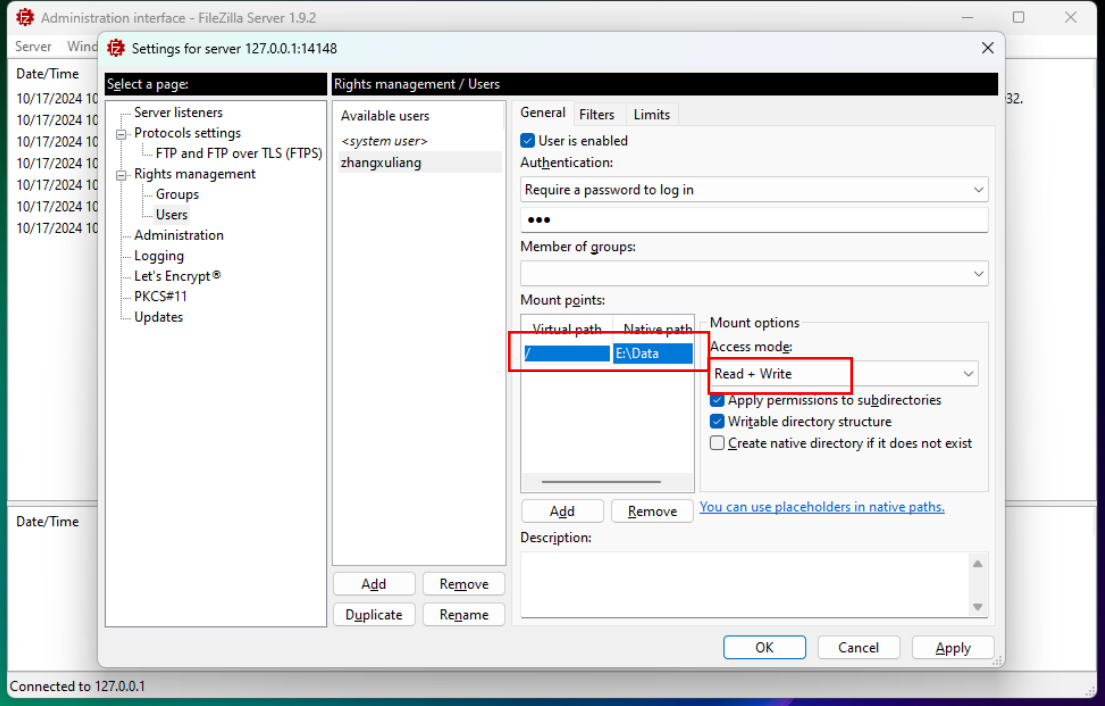 Administration interface - FileZilla Server 1.9.2
Server Wind
Settings for server 127.0.0.1:14148
Date/Time
10/17/2024 10
10/17/2024 10
10/17/2024 10
10/17/2024 10
10/17/2024 10
10/17/2024 10
10/17/2024 10
32.
Select a page:
Server listeners
Protocols settings
FTP and FTP over TLS (FTPS)
Rights management
Groups
Users
Administration
Logging
Let's Encrypt®
PKCS#11
Updates
Rights management / Users
Available users
<system user>
zhangxuliang
Add Remove
Duplicate Rename
General Filters Limits
User is enabled
Authentication:
Require a password to log in
•••
Member of groups:
Mount points:
Virtual path Native path
/ E:\Data
Mount options
Access mode:
Read + Write
Apply permissions to subdirectories
Writable directory structure
Create native directory if it does not exist
Add Remove
You can use placeholders in native paths.
Description:
OK Cancel Apply
Date/Time
Connected to 127.0.0.1